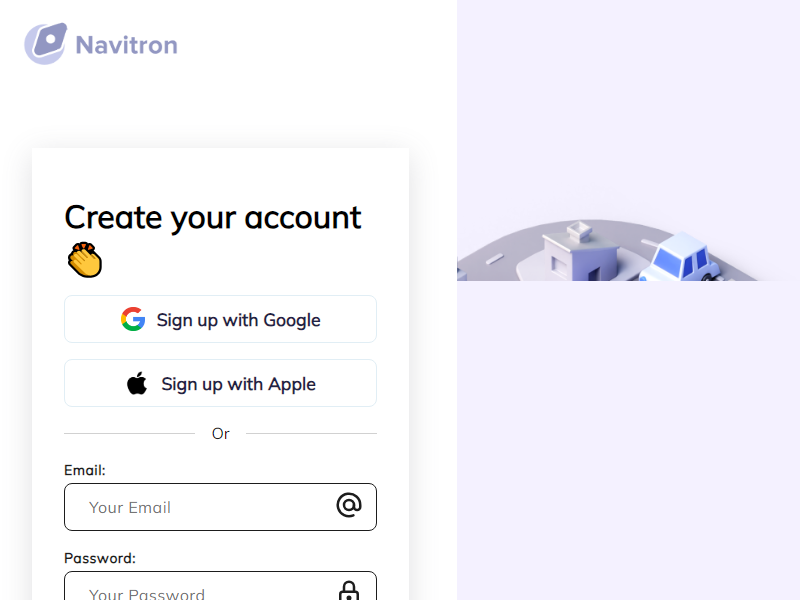 Navitron
Create your account
👏
Sign up with Google
Sign up with Apple
Or
Email:
Your Email
Password:
Your Password